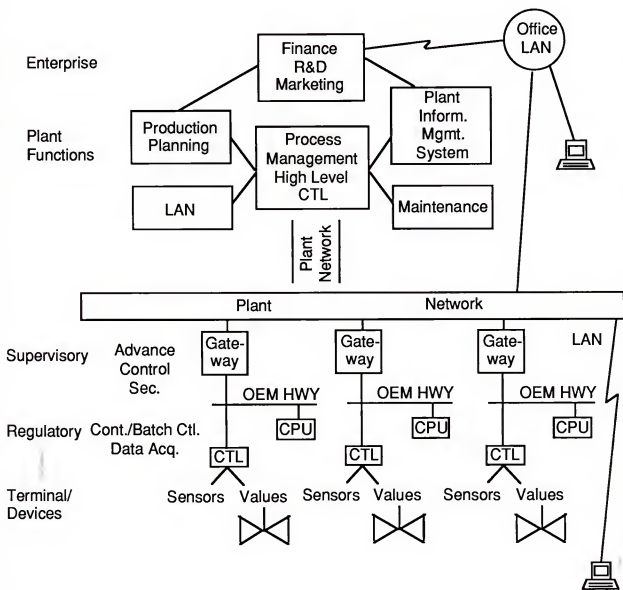 Office
LAN
Enterprise
Finance
R&D
Marketing
Plant
Functions
Production
Planning
Process
Management
High Level
CTL
Plant
Inform.
Mgmt.
System
LAN
Maintenance
Plant
Network
Plant Network
LAN
Supervisory
Advance
Control
Sec.
Gate-
way
Gate-
way
Gate-
way
OEM HWY
OEM HWY
OEM HWY
Regulatory
Cont./Batch Ctl.
Data Acq.
CPU
CPU
CPU
CTL
CTL
CTL
Terminal/
Devices
Sensors Values
Sensors Values
Sensors Values